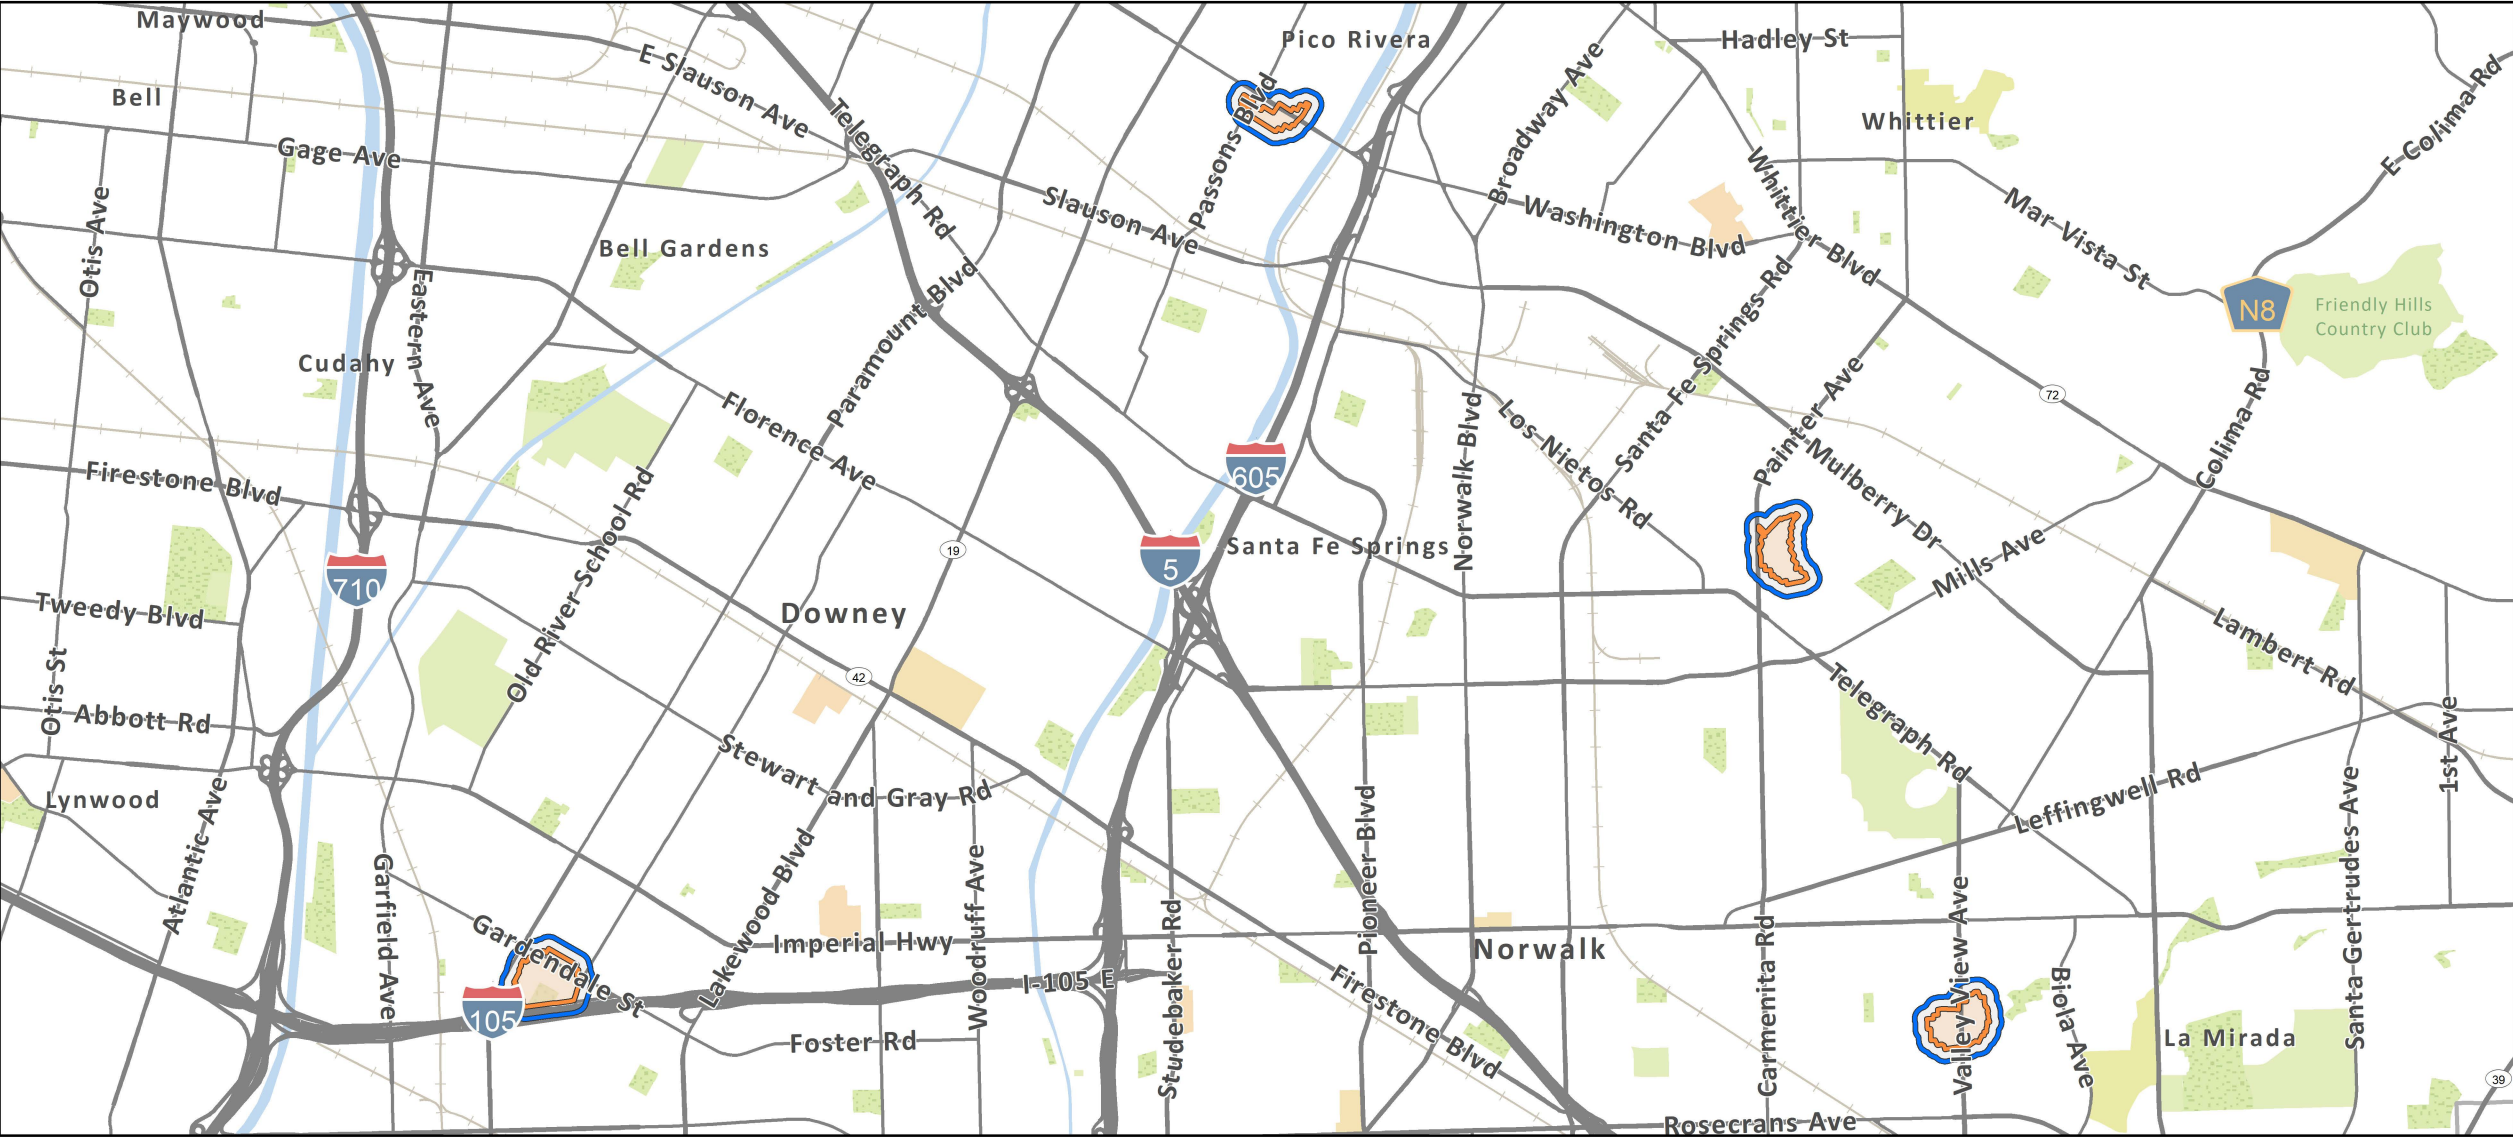 Maywood
Pico Rivera
Hadley St
E Slauson Ave
Bell
Telegraph Rd
Passons Blvd
Broadway Ave
Whittier
E Colima Rd
Gage Ave
Whittier Blvd
Otis Ave
Slauson Ave
Washington Blvd
Mar Vista St
Bell Gardens
N8
Friendly Hills
Country Club
Eastern Ave
Paramount Blvd
Santa Fe Springs Rd
Cudahy
72
Florence Ave
Painter Ave
Colima Rd
Los Nietos Rd
Norwalk Blvd
Mulberry Dr
Firestone Blvd
605
Old River School Rd
19
Santa Fe Springs
5
710
Mills Ave
Tweedy Blvd
Downey
Lambert Rd
Otis St
42
Telegraph Rd
Abbott Rd
1st Ave
Stewart and Gray Rd
Leffingwell Rd
Lynwood
Atlantic Ave
Pioneer Blvd
Santa Gertrudes Ave
Garfield Ave
Lakewood Blvd
Woodruff Ave
Gardendale St
Imperial Hwy
Studebaker Rd
Norwalk
Carmenita Rd
Valley View Ave
I-105 E
105
Firestone Blvd
Biola Ave
Foster Rd
La Mirada
39
Rosecrans Ave